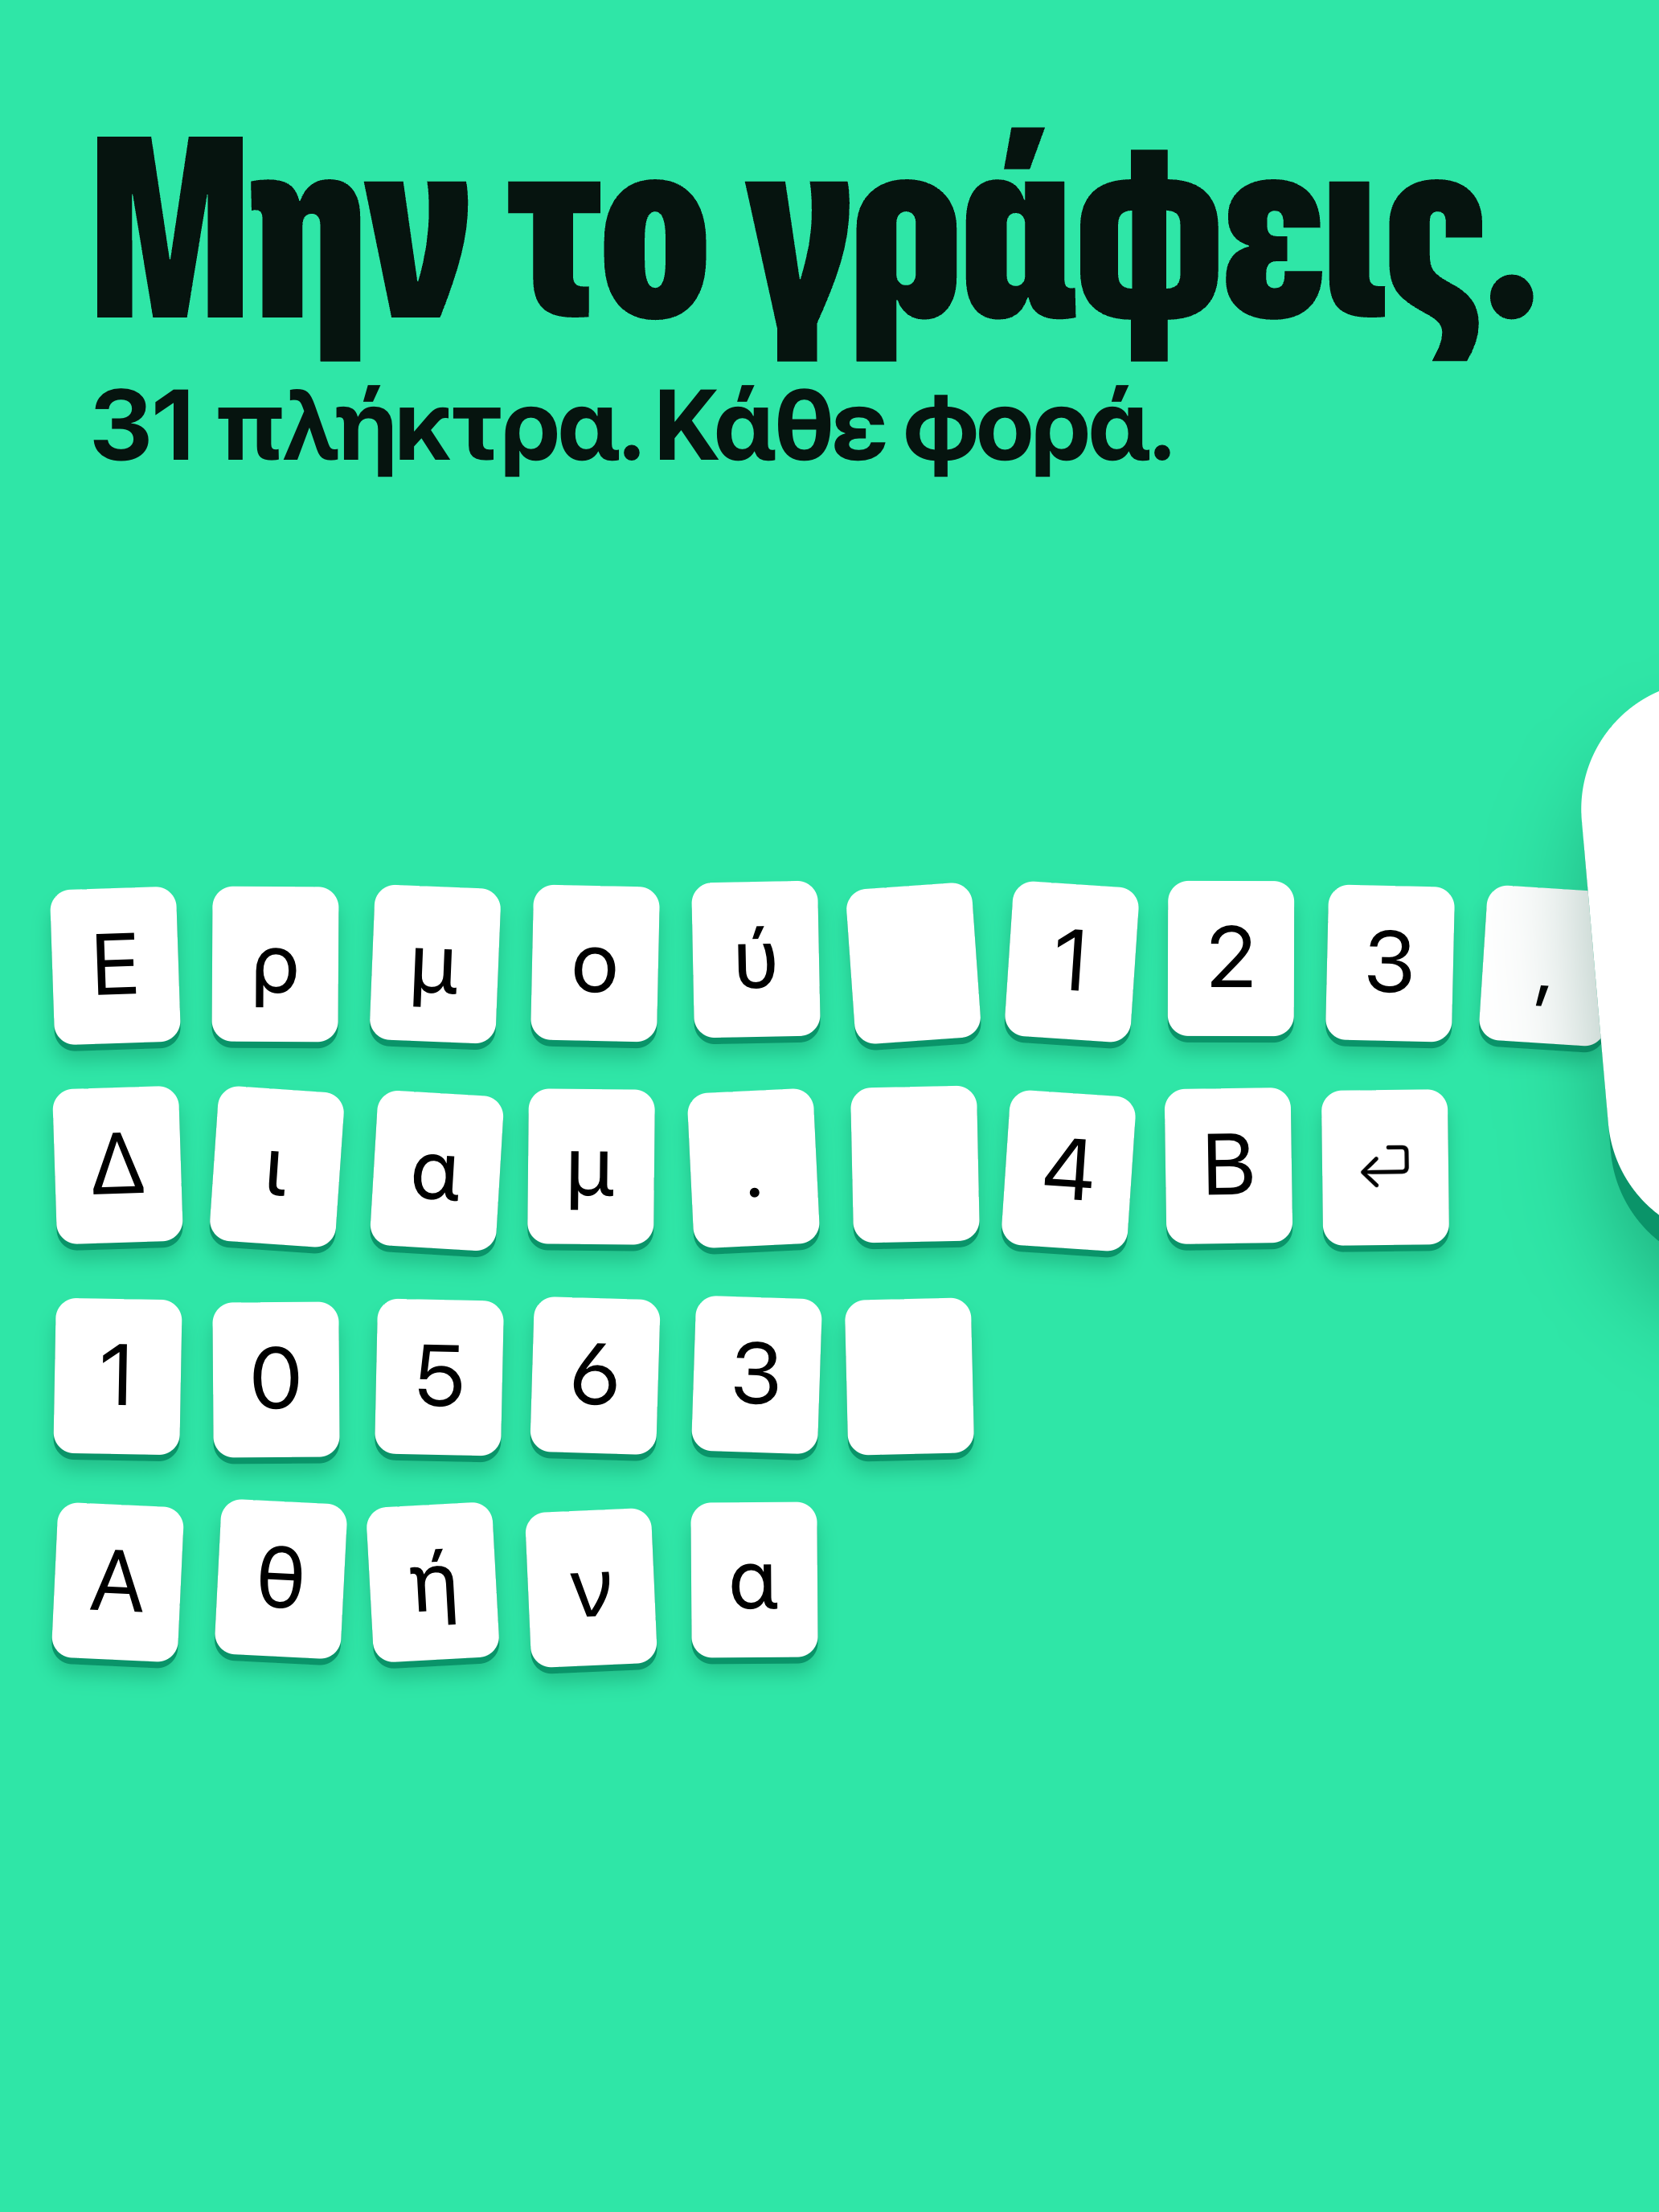 Μην το γράφεις.
31 πλήκτρα. Κάθε φορά.
Ερμού 123,
Διαμ. 4Β
10563
Αθήνα